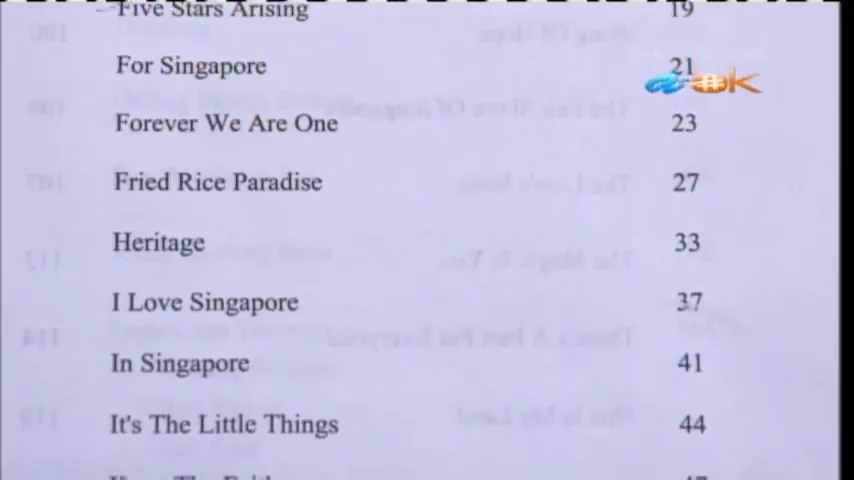 Five Stars Arising 19
For Singapore 21
Forever We Are One 23
Fried Rice Paradise 27
Heritage 33
I Love Singapore 37
In Singapore 41
It's The Little Things 44